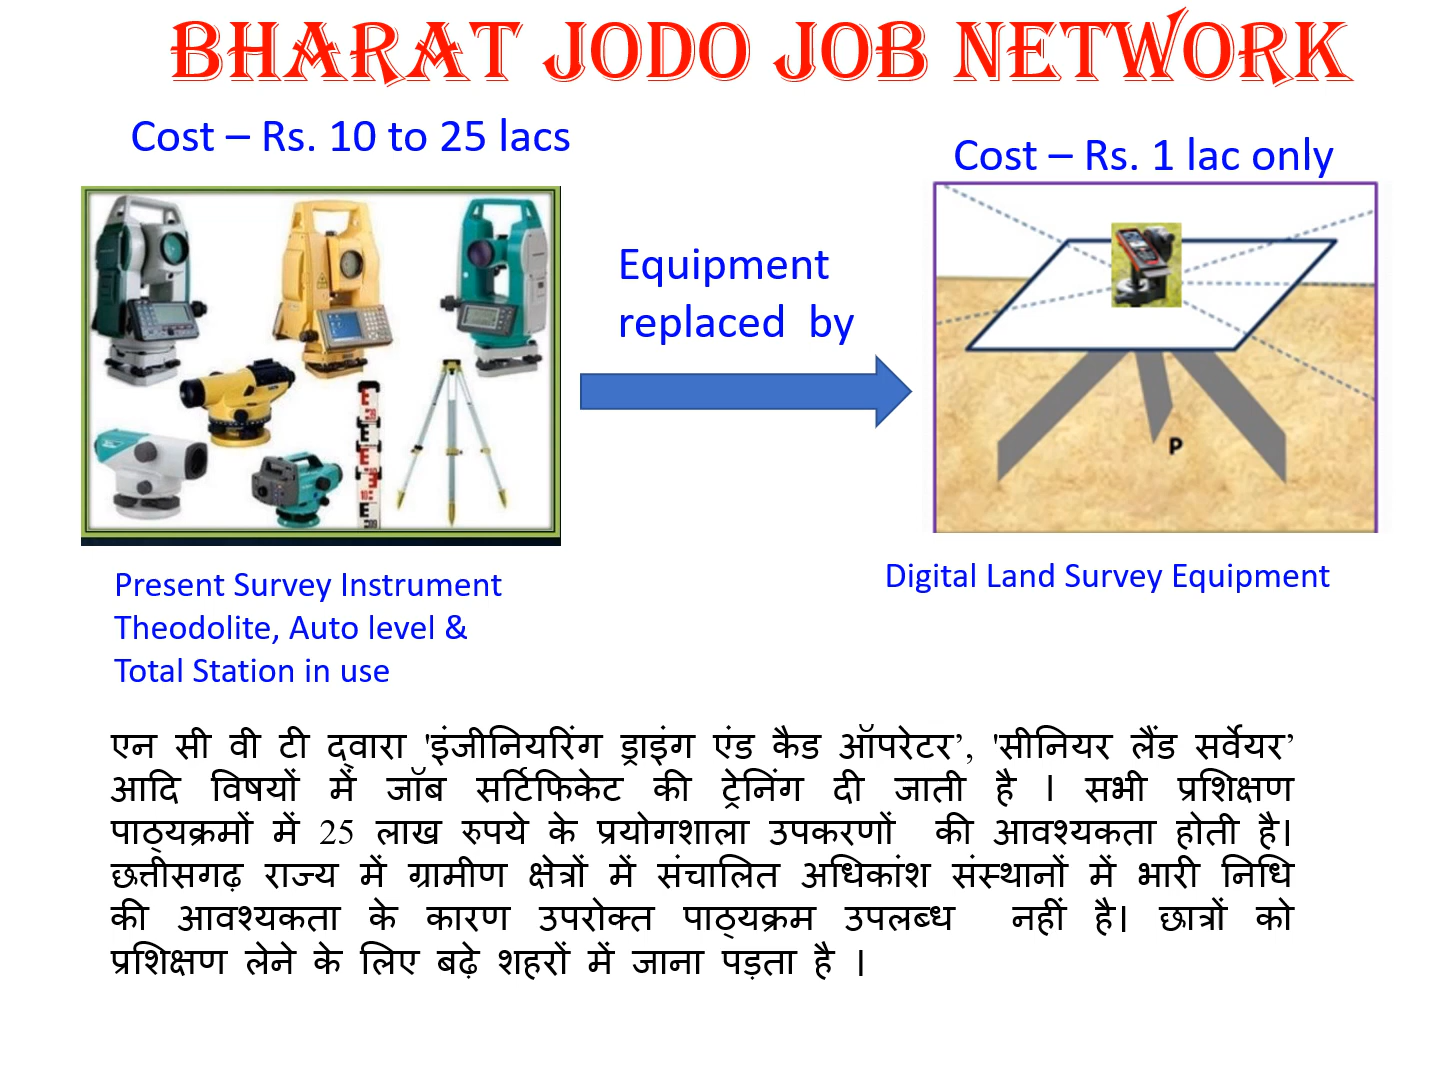 BHARAT JODO JOB NETWORK
Cost – Rs. 10 to 25 lacs
Cost – Rs. 1 lac only
Equipment
replaced by
P
Present Survey Instrument
Theodolite, Auto level &
Total Station in use
Digital Land Survey Equipment
एन सी वी टी द्वारा 'इंजीनियरिंग ड्राइंग एंड कैड ऑपरेटर’, 'सीनियर लैंड सर्वेयर’
आदि विषयों में जॉब सर्टिफिकेट की ट्रेनिंग दी जाती है । सभी प्रशिक्षण
पाठ्यक्रमों में 25 लाख रुपये के प्रयोगशाला उपकरणों की आवश्यकता होती है।
छत्तीसगढ़ राज्य में ग्रामीण क्षेत्रों में संचालित अधिकांश संस्थानों में भारी निधि
की आवश्यकता के कारण उपरोक्त पाठ्यक्रम उपलब्ध नहीं है। छात्रों को
प्रशिक्षण लेने के लिए बढ़े शहरों में जाना पड़ता है ।